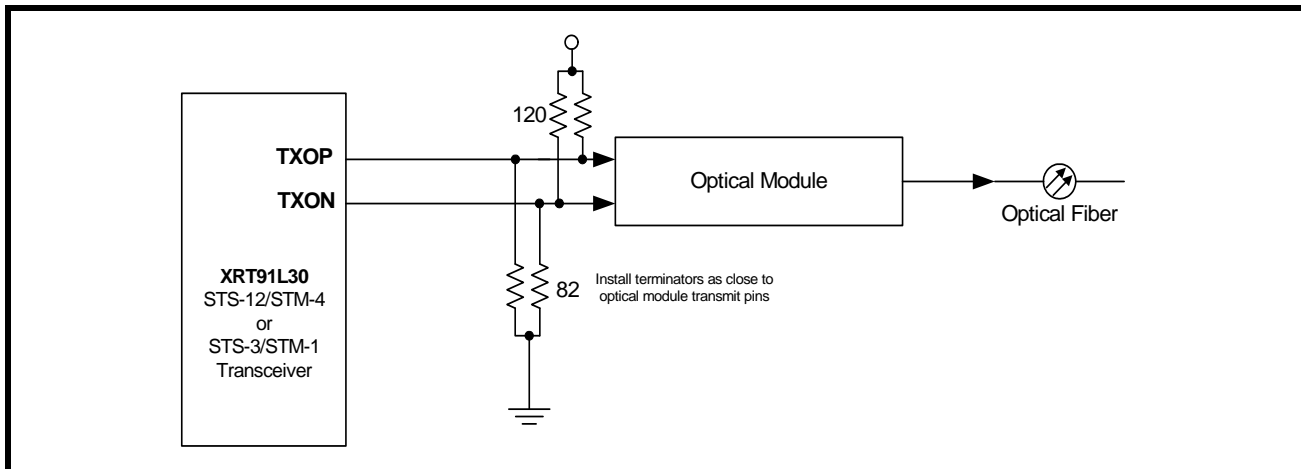 120
TXOP
TXON
Optical Module
Optical Fiber
XRT91L30
STS-12/STM-4
or
STS-3/STM-1
Transceiver
82
Install terminators as close to
optical module transmit pins